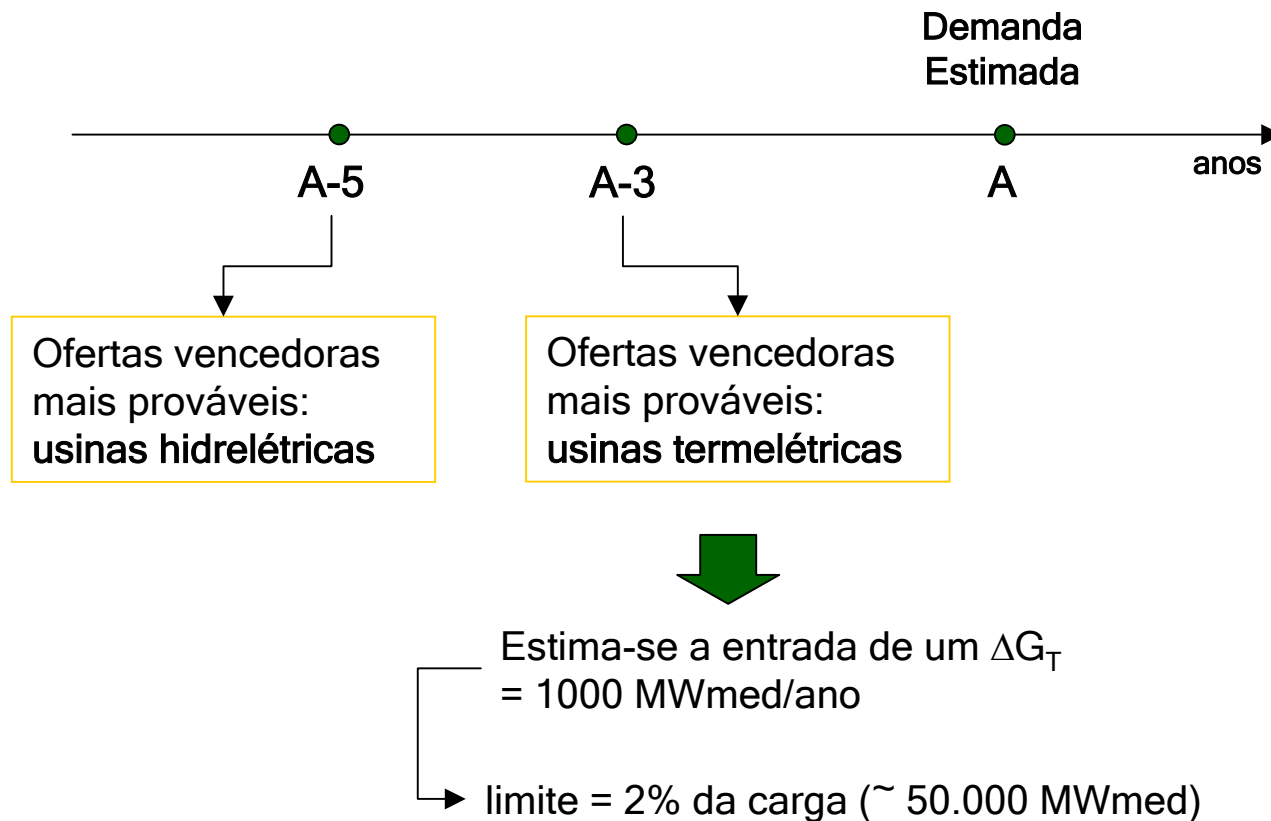 Demanda
Estimada
anos
A-5
A-3
A
Ofertas vencedoras
mais prováveis:
usinas hidrelétricas
Ofertas vencedoras
mais prováveis:
usinas termelétricas
Estima-se a entrada de um ΔG_T
= 1000 MWmed/ano
limite = 2% da carga (~ 50.000 MWmed)